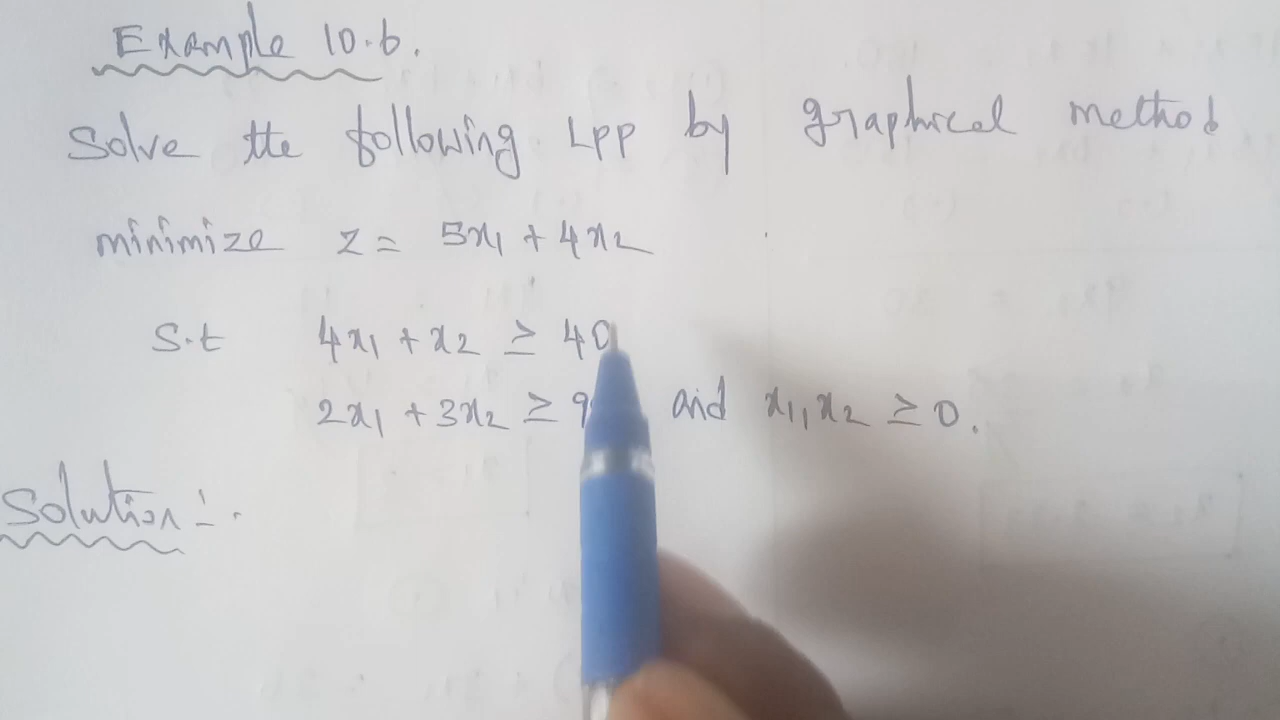 Example 10.6.
Solve the following LPP by graphical method
minimize z = 5x₁ + 4x₂
S.t 4x₁ + x₂ ≥ 40
2x₁ + 3x₂ ≥ 9 and x₁, x₂ ≥ 0.
Solution:-.